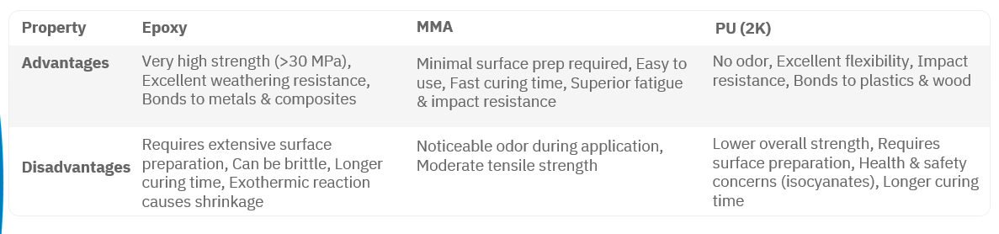 Property Epoxy MMA PU (2K)
Advantages
Very high strength (>30 MPa),
Excellent weathering resistance,
Bonds to metals & composites
Minimal surface prep required, Easy to
use, Fast curing time, Superior fatigue
& impact resistance
No odor, Excellent flexibility, Impact
resistance, Bonds to plastics & wood
Disadvantages
Requires extensive surface
preparation, Can be brittle, Longer
curing time, Exothermic reaction
causes shrinkage
Noticeable odor during application,
Moderate tensile strength
Lower overall strength, Requires
surface preparation, Health & safety
concerns (isocyanates), Longer curing
time